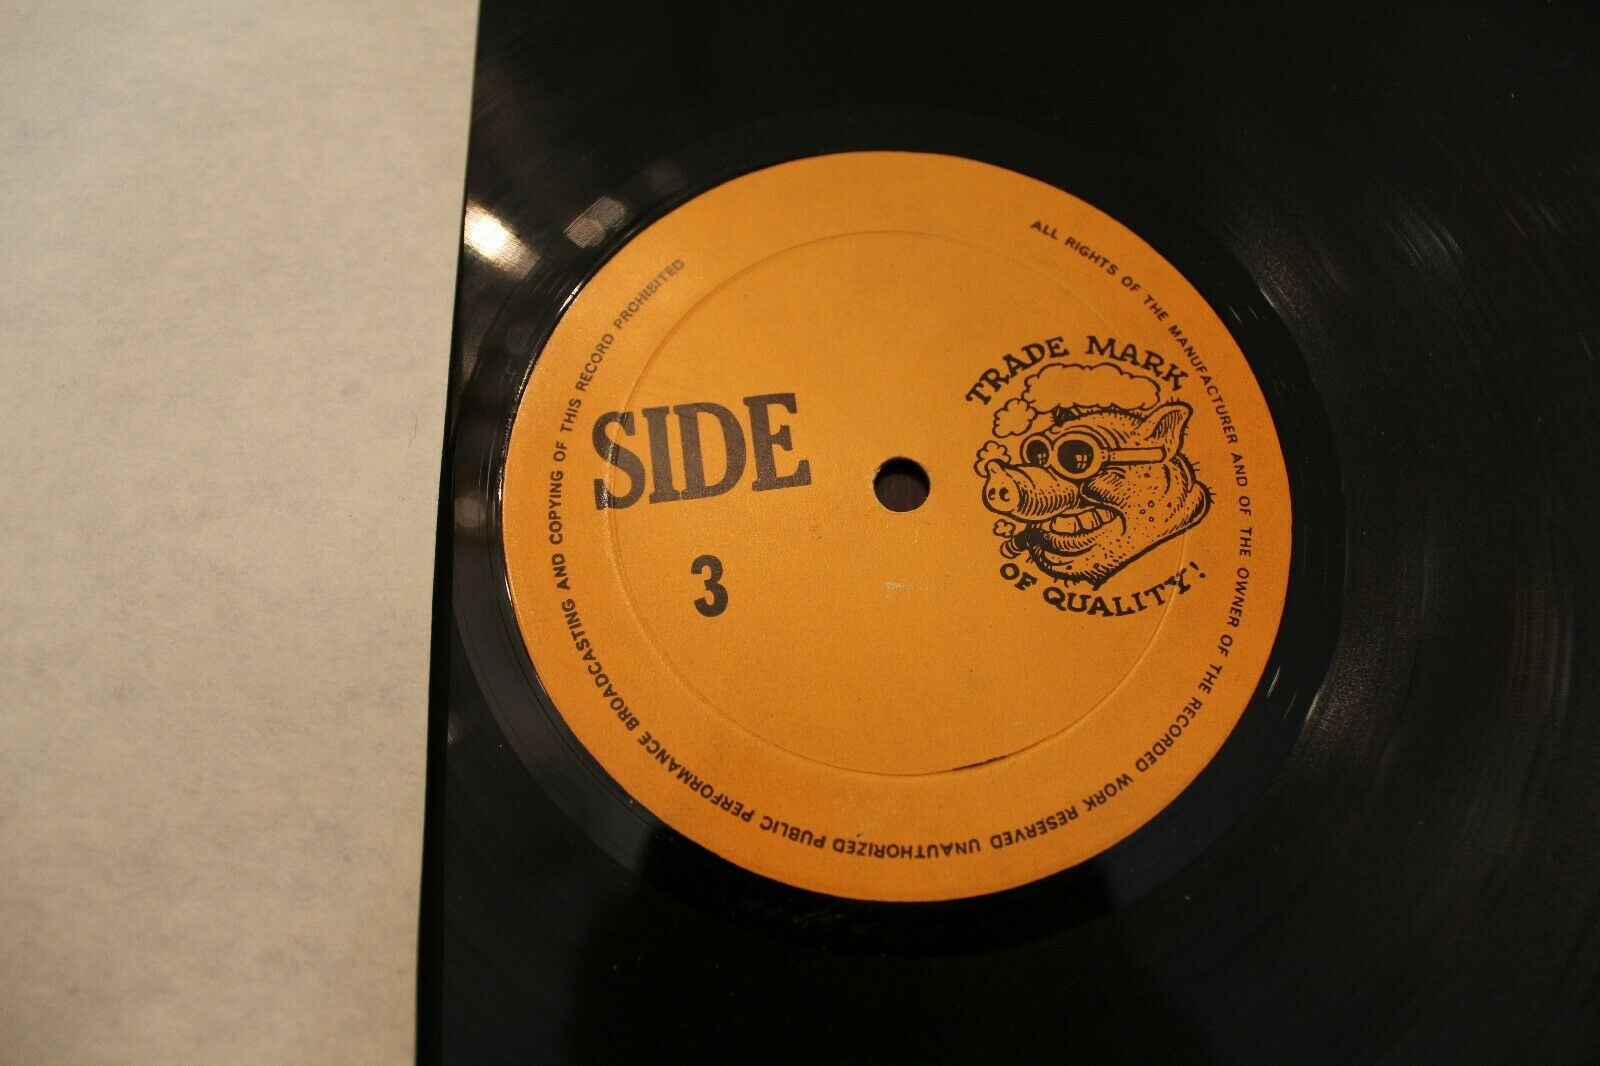 SIDE
3
TRADE MARK
OF QUALITY!
ALL RIGHTS OF THE MANUFACTURER AND OF THE OWNER OF THE RECORDED WORK RESERVED UNAUTHORIZED PUBLIC PERFORMANCE BROADCASTING AND COPYING OF THIS RECORD PROHIBITED